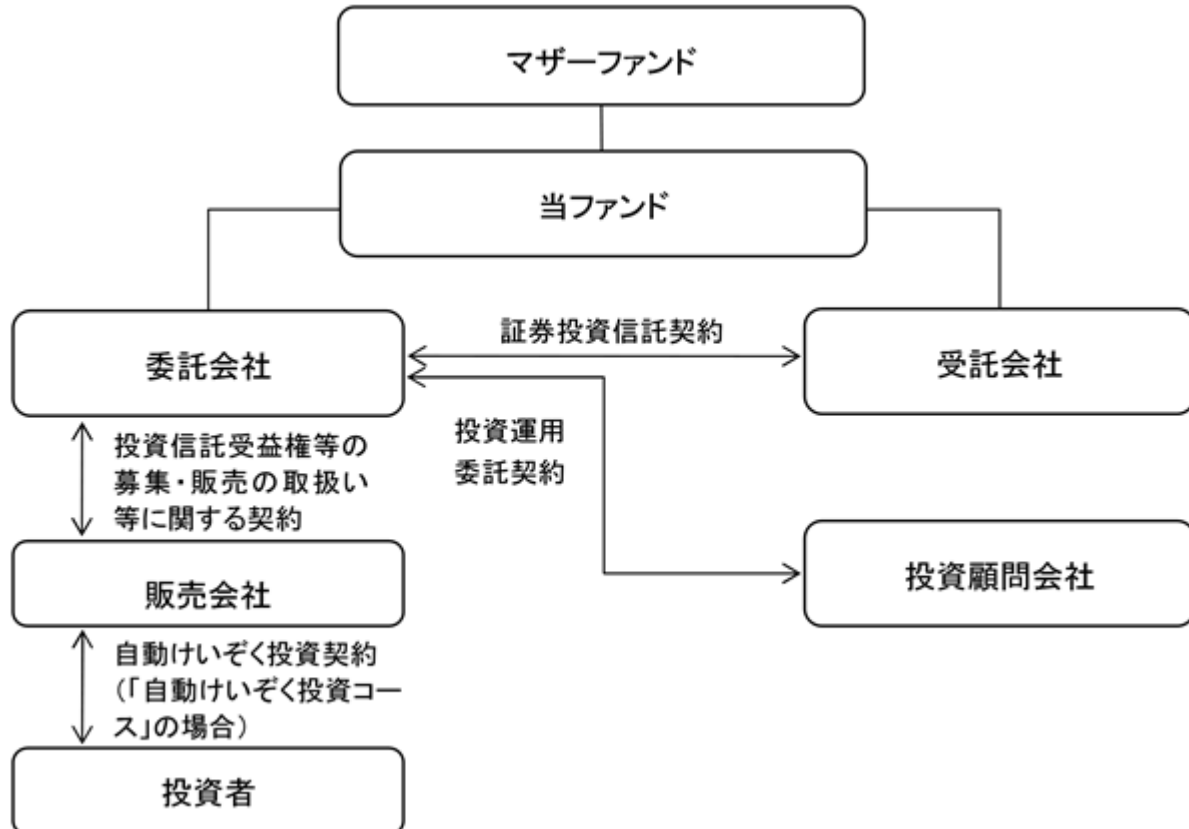 マザーファンド
当ファンド
証券投資信託契約
委託会社
受託会社
投資運用
委託契約
投資信託受益権等の
募集・販売の取扱い
等に関する契約
販売会社
投資顧問会社
自動けいぞく投資契約
(「自動けいぞく投資コー
ス」の場合)
投資者